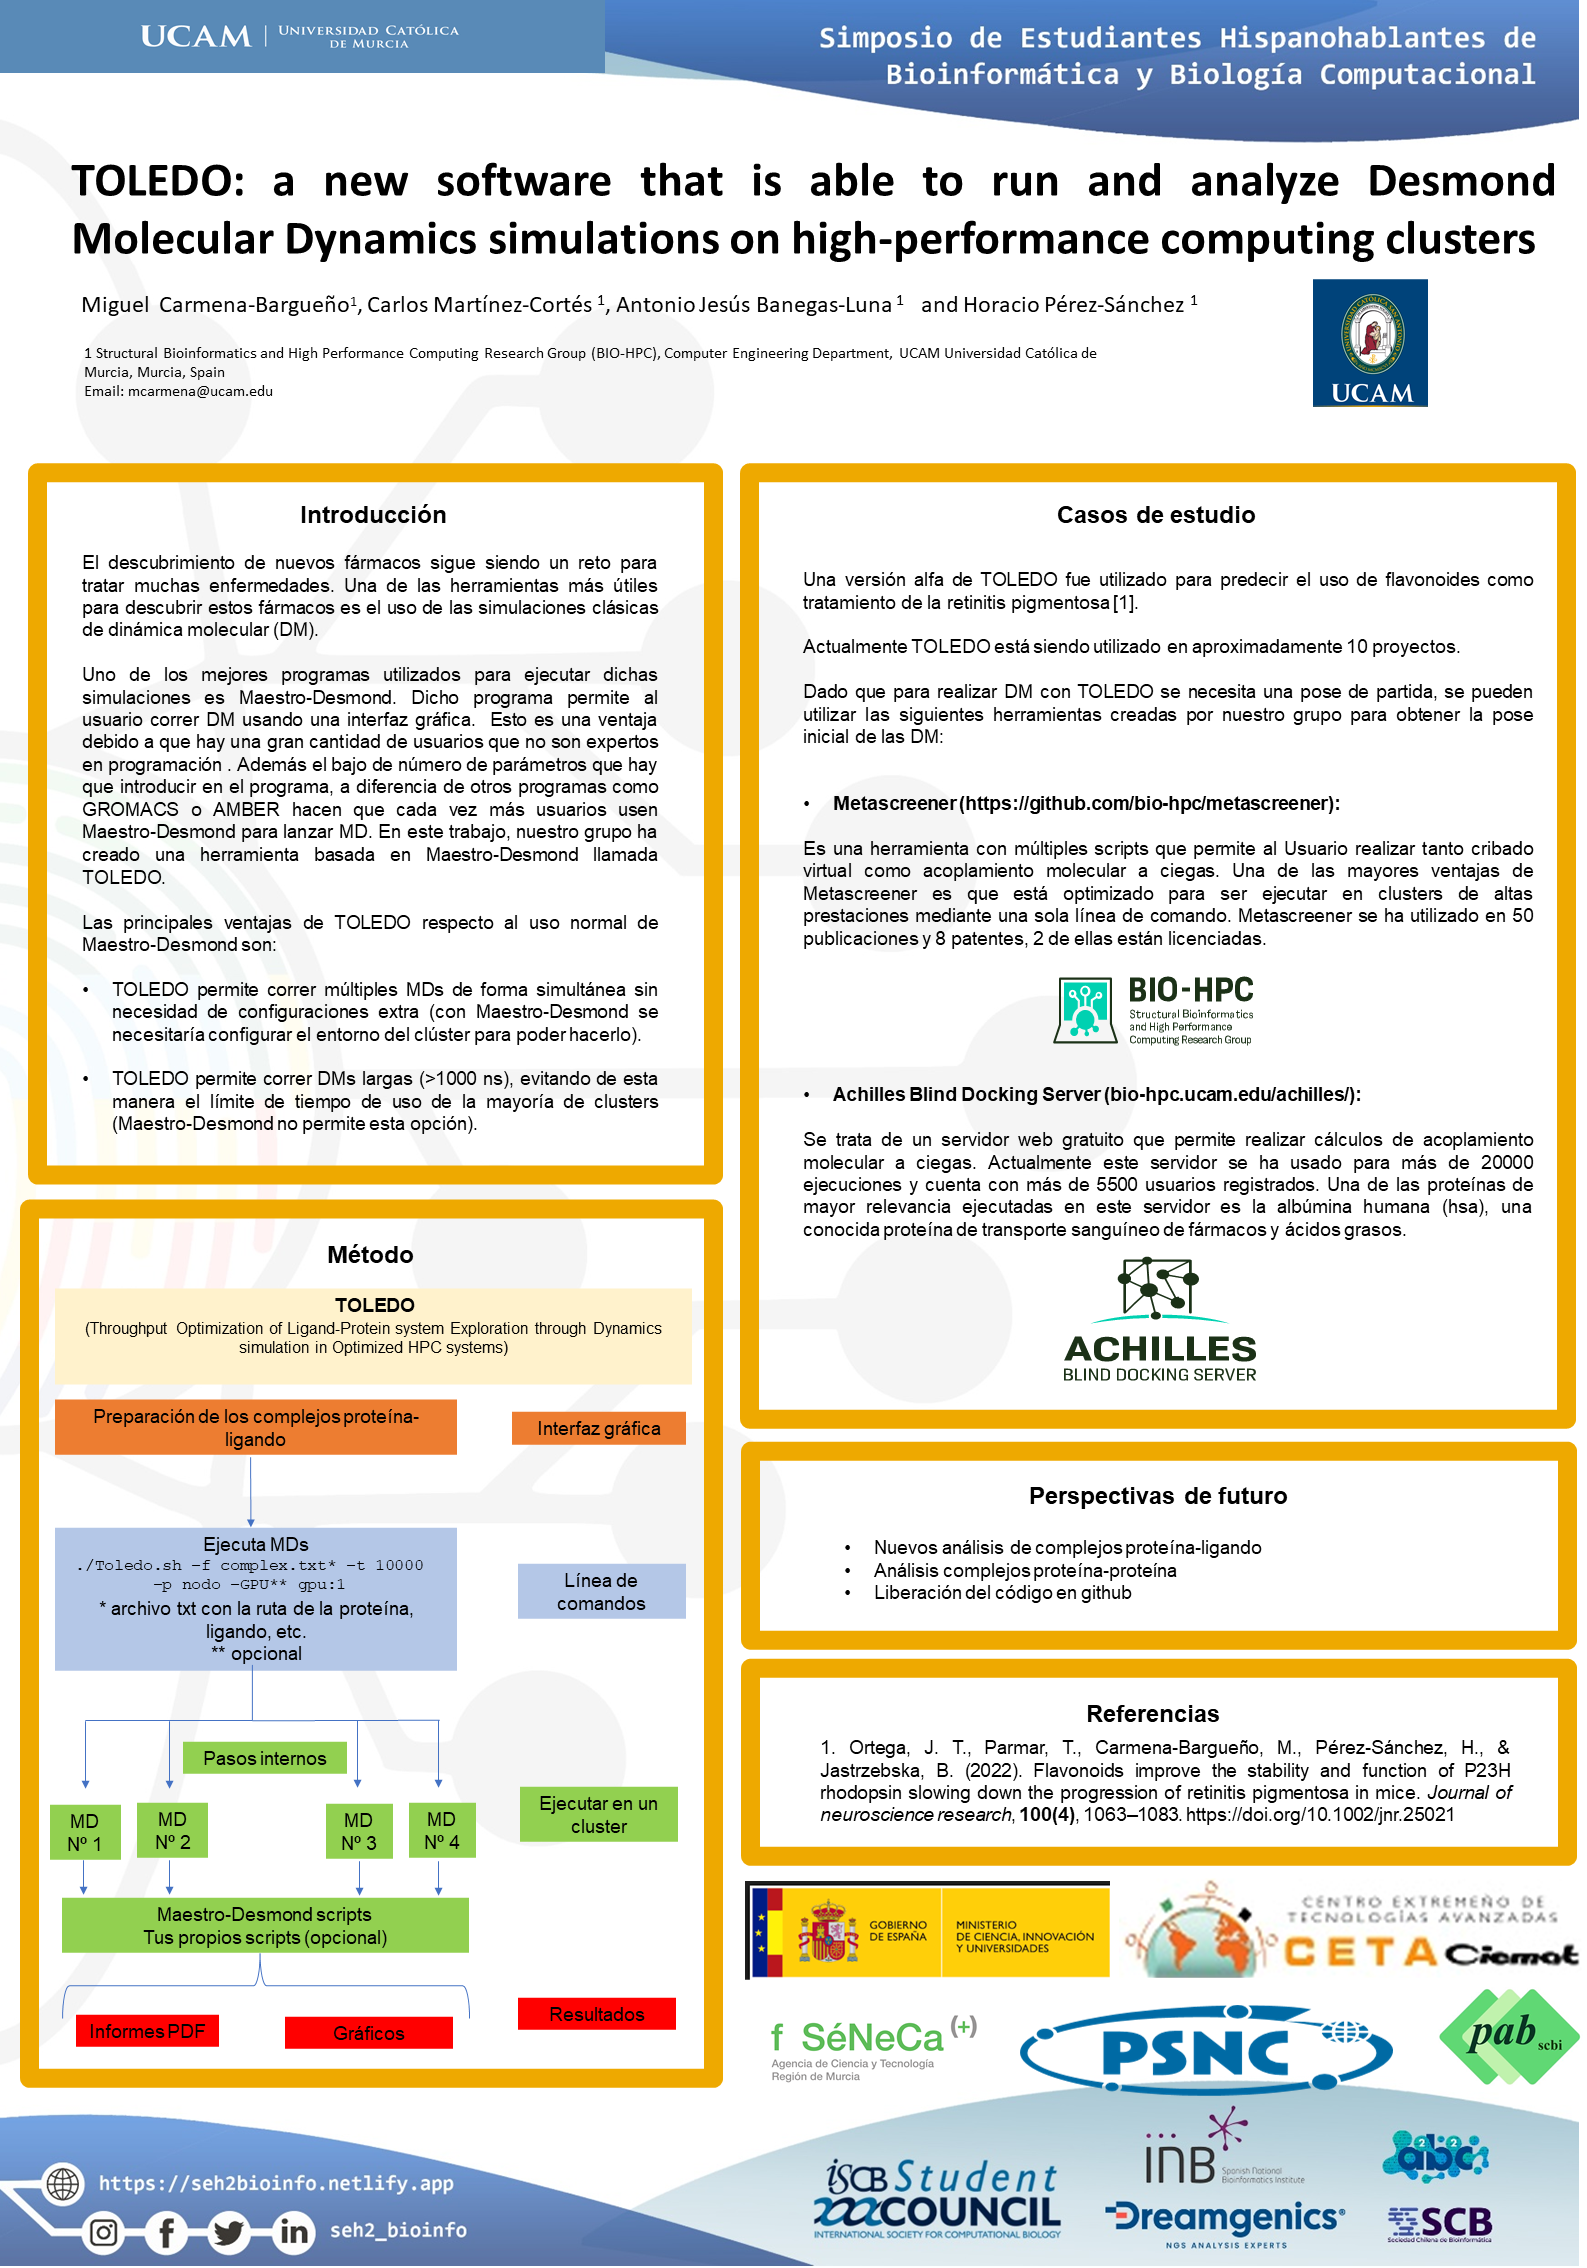 UCAM | UNIVERSIDAD CATÓLICA
DE MURCIA
Simposio de Estudiantes Hispanohablantes de
Bioinformática y Biología Computacional
TOLEDO: a new software that is able to run and analyze Desmond
Molecular Dynamics simulations on high-performance computing clusters
Miguel Carmena-Bargueño1, Carlos Martínez-Cortés 1, Antonio Jesús Banegas-Luna 1 and Horacio Pérez-Sánchez 1
1 Structural Bioinformatics and High Performance Computing Research Group (BIO-HPC), Computer Engineering Department, UCAM Universidad Católica de
Murcia, Murcia, Spain
Email: mcarmena@ucam.edu
UCAM
Introducción
El descubrimiento de nuevos fármacos sigue siendo un reto para
tratar muchas enfermedades. Una de las herramientas más útiles
para descubrir estos fármacos es el uso de las simulaciones clásicas
de dinámica molecular (DM).
Uno de los mejores programas utilizados para ejecutar dichas
simulaciones es Maestro-Desmond. Dicho programa permite al
usuario correr DM usando una interfaz gráfica. Esto es una ventaja
debido a que hay una gran cantidad de usuarios que no son expertos
en programación . Además el bajo de número de parámetros que hay
que introducir en el programa, a diferencia de otros programas como
GROMACS o AMBER hacen que cada vez más usuarios usen
Maestro-Desmond para lanzar MD. En este trabajo, nuestro grupo ha
creado una herramienta basada en Maestro-Desmond llamada
TOLEDO.
Las principales ventajas de TOLEDO respecto al uso normal de
Maestro-Desmond son:
• TOLEDO permite correr múltiples MDs de forma simultánea sin
necesidad de configuraciones extra (con Maestro-Desmond se
necesitaría configurar el entorno del clúster para poder hacerlo).
• TOLEDO permite correr DMs largas (>1000 ns), evitando de esta
manera el límite de tiempo de uso de la mayoría de clusters
(Maestro-Desmond no permite esta opción).
Método
TOLEDO
(Throughput Optimization of Ligand-Protein system Exploration through Dynamics
simulation in Optimized HPC systems)
Preparación de los complejos proteína-
ligando
Interfaz gráfica
Ejecuta MDs
./Toledo.sh –f complex.txt* –t 10000
–p nodo –GPU** gpu:1
* archivo txt con la ruta de la proteína,
ligando, etc.
** opcional
Línea de
comandos
Pasos internos
MD
Nº 1
MD
Nº 2
MD
Nº 3
MD
Nº 4
Ejecutar en un
cluster
Maestro-Desmond scripts
Tus propios scripts (opcional)
Informes PDF
Gráficos
Resultados
Casos de estudio
Una versión alfa de TOLEDO fue utilizado para predecir el uso de flavonoides como
tratamiento de la retinitis pigmentosa [1].
Actualmente TOLEDO está siendo utilizado en aproximadamente 10 proyectos.
Dado que para realizar DM con TOLEDO se necesita una pose de partida, se pueden
utilizar las siguientes herramientas creadas por nuestro grupo para obtener la pose
inicial de las DM:
• Metascreener (https://github.com/bio-hpc/metascreener):
Es una herramienta con múltiples scripts que permite al Usuario realizar tanto cribado
virtual como acoplamiento molecular a ciegas. Una de las mayores ventajas de
Metascreener es que está optimizado para ser ejecutar en clusters de altas
prestaciones mediante una sola línea de comando. Metascreener se ha utilizado en 50
publicaciones y 8 patentes, 2 de ellas están licenciadas.
BIO-HPC
Structural Bioinformatics
and High Performance
Computing Research Group
• Achilles Blind Docking Server (bio-hpc.ucam.edu/achilles/):
Se trata de un servidor web gratuito que permite realizar cálculos de acoplamiento
molecular a ciegas. Actualmente este servidor se ha usado para más de 20000
ejecuciones y cuenta con más de 5500 usuarios registrados. Una de las proteínas de
mayor relevancia ejecutadas en este servidor es la albúmina humana (hsa), una
conocida proteína de transporte sanguíneo de fármacos y ácidos grasos.
ACHILLES
BLIND DOCKING SERVER
Perspectivas de futuro
• Nuevos análisis de complejos proteína-ligando
• Análisis complejos proteína-proteína
• Liberación del código en github
Referencias
1. Ortega, J. T., Parmar, T., Carmena-Bargueño, M., Pérez-Sánchez, H., &
Jastrzebska, B. (2022). Flavonoids improve the stability and function of P23H
rhodopsin slowing down the progression of retinitis pigmentosa in mice. Journal of
neuroscience research, 100(4), 1063–1083. https://doi.org/10.1002/jnr.25021
GOBIERNO
DE ESPAÑA
MINISTERIO
DE CIENCIA, INNOVACIÓN
Y UNIVERSIDADES
CENTRO EXTREMEÑO DE
TECNOLOGÍAS AVANZADAS
CETA Ciemat
f SéNeCa (+)
Agencia de Ciencia y Tecnología
Región de Murcia
PSNC
pab scbi
https://seh2bioinfo.netlify.app
seh2_bioinfo
iSCB Student
COUNCIL
INTERNATIONAL SOCIETY FOR COMPUTATIONAL BIOLOGY
iNB Spanish National
Bioinformatics Institute
Dreamgenics®
NGS ANALYSIS EXPERTS
abc
SCB
Sociedad Chilena de Bioinformática